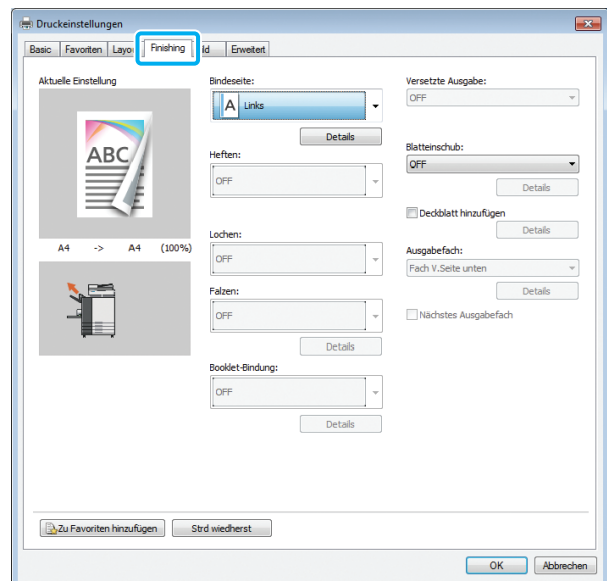 Druckeinstellungen
Basic Favoriten Layo Finishing ld Erweitert
Aktuelle Einstellung
ABC
A4 -> A4 (100%)
Bindeseite:
A Links
Details
Heften:
OFF
Lochen:
OFF
Falzen:
OFF
Details
Booklet-Bindung:
OFF
Details
Versetzte Ausgabe:
OFF
Blatteinschub:
OFF
Details
Deckblatt hinzufügen
Details
Ausgabefach:
Fach V.Seite unten
Details
Nächstes Ausgabefach
Zu Favoriten hinzufügen Strd wiedherst
OK Abbrechen